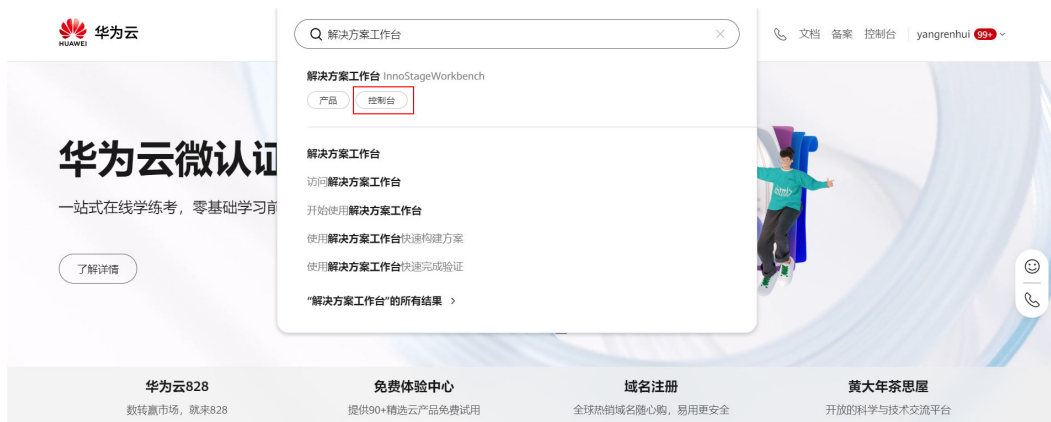 HUAWEI
华为云
解决方案工作台
文档 备案 控制台 yangrenhui 99+
解决方案工作台 InnoStageWorkbench
产品 控制台
解决方案工作台
访问解决方案工作台
开始使用解决方案工作台
使用解决方案工作台快速构建方案
使用解决方案工作台快速完成验证
“解决方案工作台”的所有结果 >
华为云微认证
一站式在线学练考，零基础学习前
了解详情
华为云828
数转赢市场，就来828
免费体验中心
提供90+精选云产品免费试用
域名注册
全球热销域名随心购，易用更安全
黄大年茶思屋
开放的科学与技术交流平台